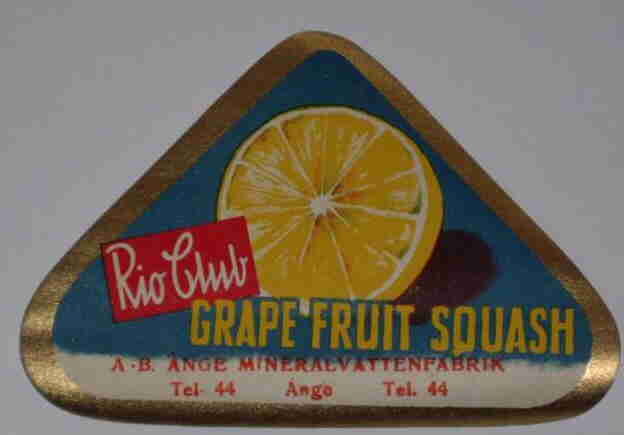 Rio Club
GRAPE FRUIT SQUASH
A.-B. ÅNGE MINERALVATTENFABRIK
Tel. 44 Ånge Tel. 44